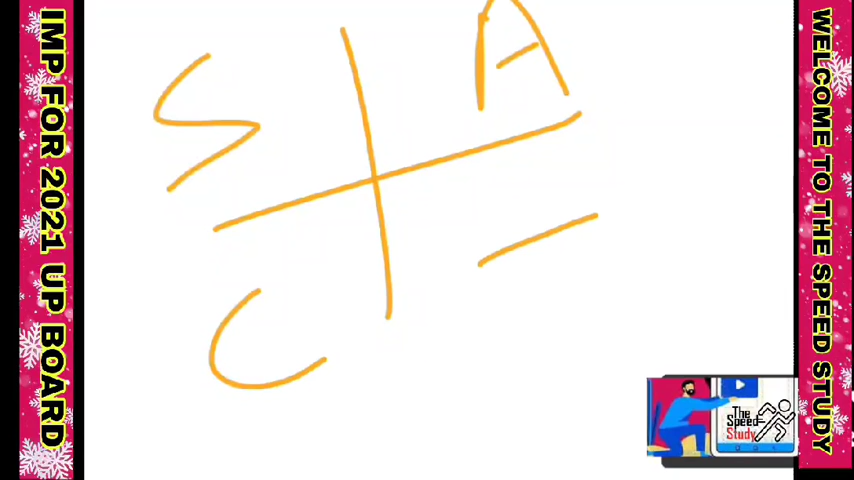 IMP FOR 2021 UP BOARD
S A
C
WELCOME TO THE SPEED STUDY
The
Speed
Study